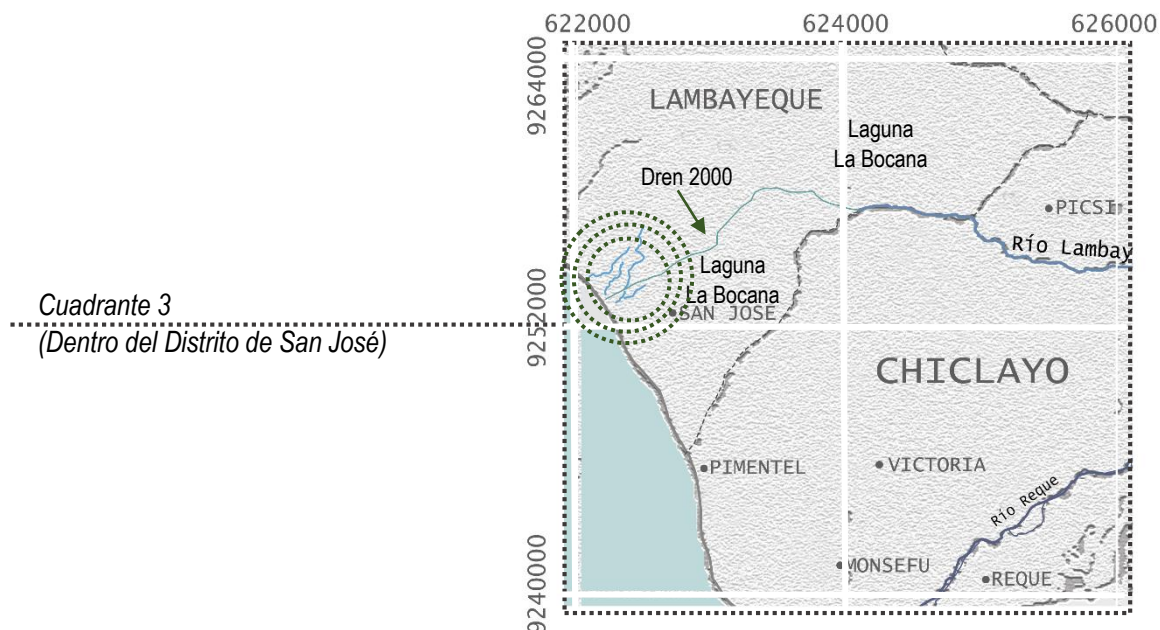 622000 624000 626000
9264000
LAMBAYEQUE
Laguna
La Bocana
Dren 2000
PICSI
Río Lambay
Laguna
La Bocana
SAN JOSE
Cuadrante 3
(Dentro del Distrito de San José)
9252000
CHICLAYO
PIMENTEL
VICTORIA
Río Reque
MONSEFU
REQUE
9240000